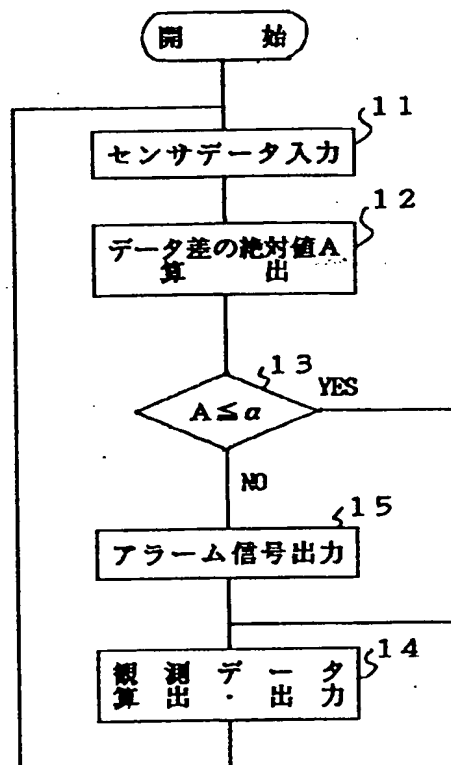 開 始
11
センサデータ入力
12
データ差の絶対値A
算 出
13
YES
A≦α
NO
15
アラーム信号出力
14
観測データ
算出・出力